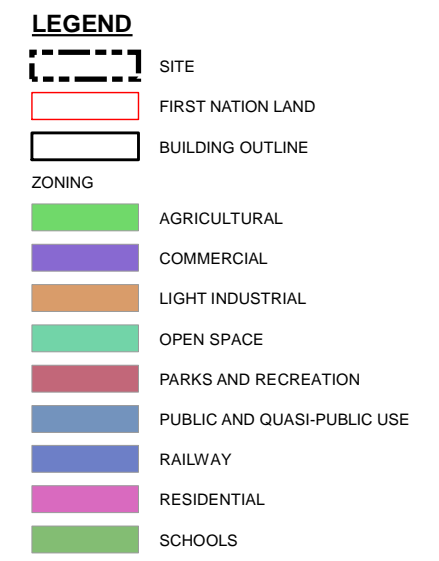 LEGEND
SITE
FIRST NATION LAND
BUILDING OUTLINE
ZONING
AGRICULTURAL
COMMERCIAL
LIGHT INDUSTRIAL
OPEN SPACE
PARKS AND RECREATION
PUBLIC AND QUASI-PUBLIC USE
RAILWAY
RESIDENTIAL
SCHOOLS